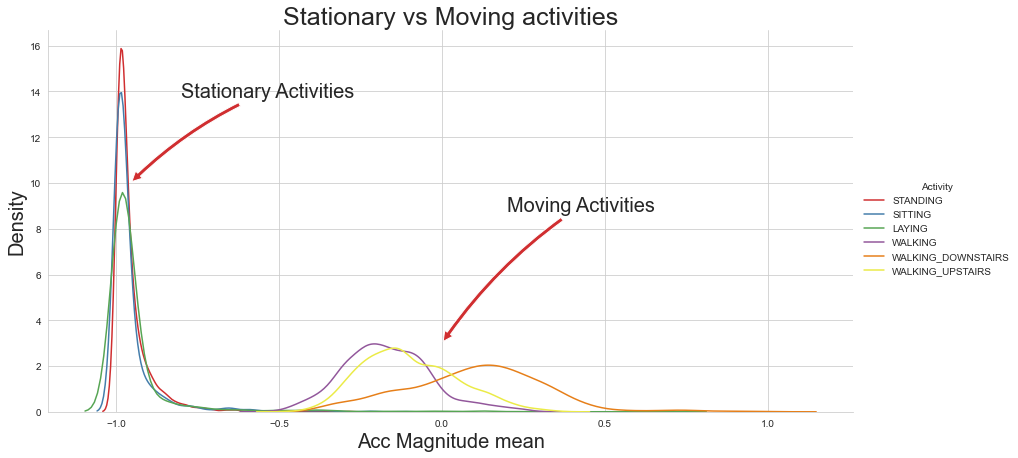 Stationary vs Moving activities
16
14
12
10
8
6
4
2
0
Density
Stationary Activities
Moving Activities
−1.0
−0.5
0.0
0.5
1.0
Acc Magnitude mean
Activity
STANDING
SITTING
LAYING
WALKING
WALKING_DOWNSTAIRS
WALKING_UPSTAIRS